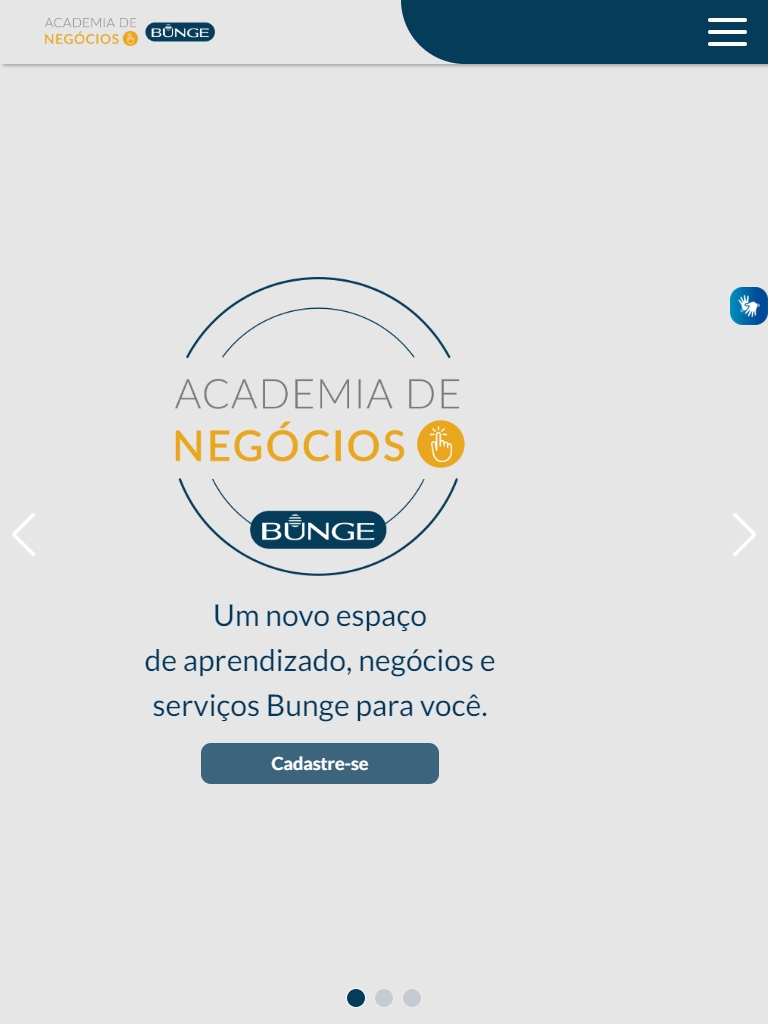 ACADEMIA DE
NEGÓCIOS BUNGE
ACADEMIA DE
NEGÓCIOS
BUNGE
Um novo espaço
de aprendizado, negócios e
serviços Bunge para você.
Cadastre-se